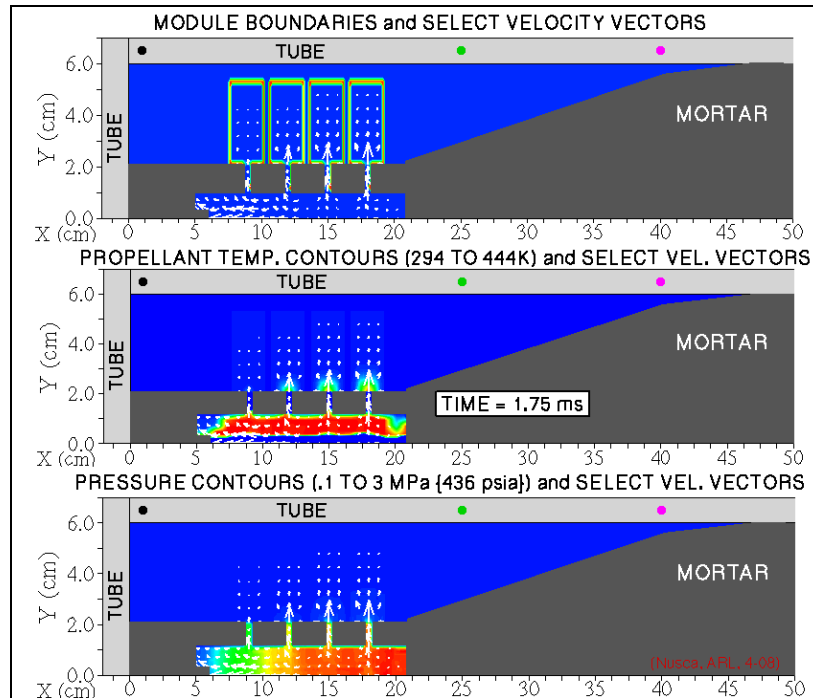 MODULE BOUNDARIES and SELECT VELOCITY VECTORS
TUBE
6.0
4.0
2.0
0.0
Y (cm)
TUBE
MORTAR
X (cm)
0 5 10 15 20 25 30 35 40 45 50
PROPELLANT TEMP. CONTOURS (294 TO 444K) and SELECT VEL. VECTORS
TUBE
6.0
4.0
2.0
0.0
Y (cm)
TUBE
MORTAR
TIME = 1.75 ms
X (cm)
0 5 10 15 20 25 30 35 40 45 50
PRESSURE CONTOURS (.1 TO 3 MPa {436 psia}) and SELECT VEL. VECTORS
TUBE
6.0
4.0
2.0
0.0
Y (cm)
TUBE
MORTAR
(Nusca, ARL, 4-08)
X (cm)
0 5 10 15 20 25 30 35 40 45 50